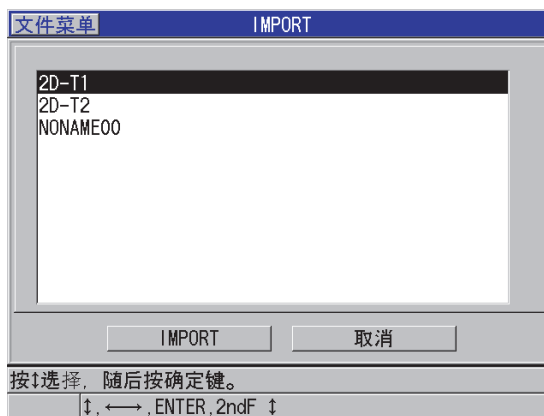 文件菜单 IMPORT
2D-T1
2D-T2
NONAME00
IMPORT 取消
按↕选择, 随后按确定键。
↕, ←→, ENTER, 2ndF ↕